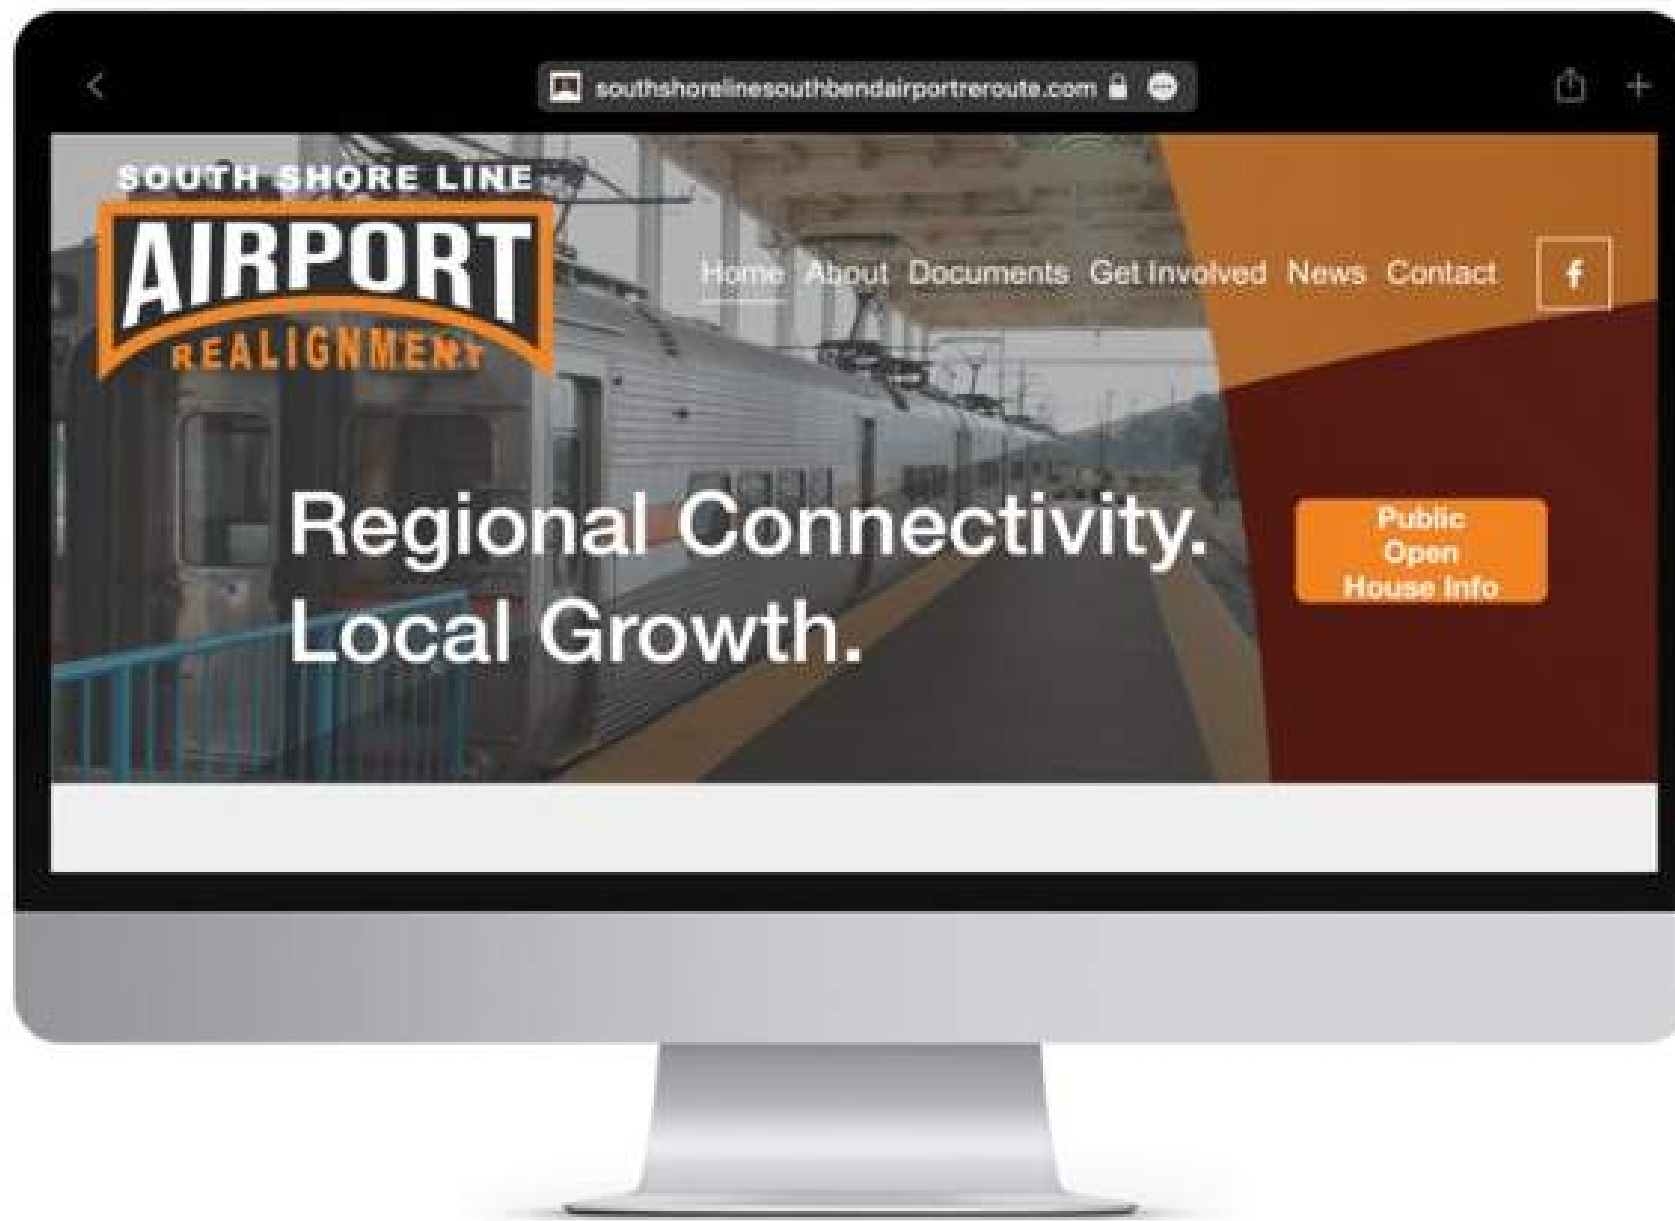 southshorelinesouthbendairportreroute.com
SOUTH SHORE LINE
AIRPORT
REALIGNMENT
Home About Documents Get Involved News Contact f
Regional Connectivity.
Local Growth.
Public
Open
House Info